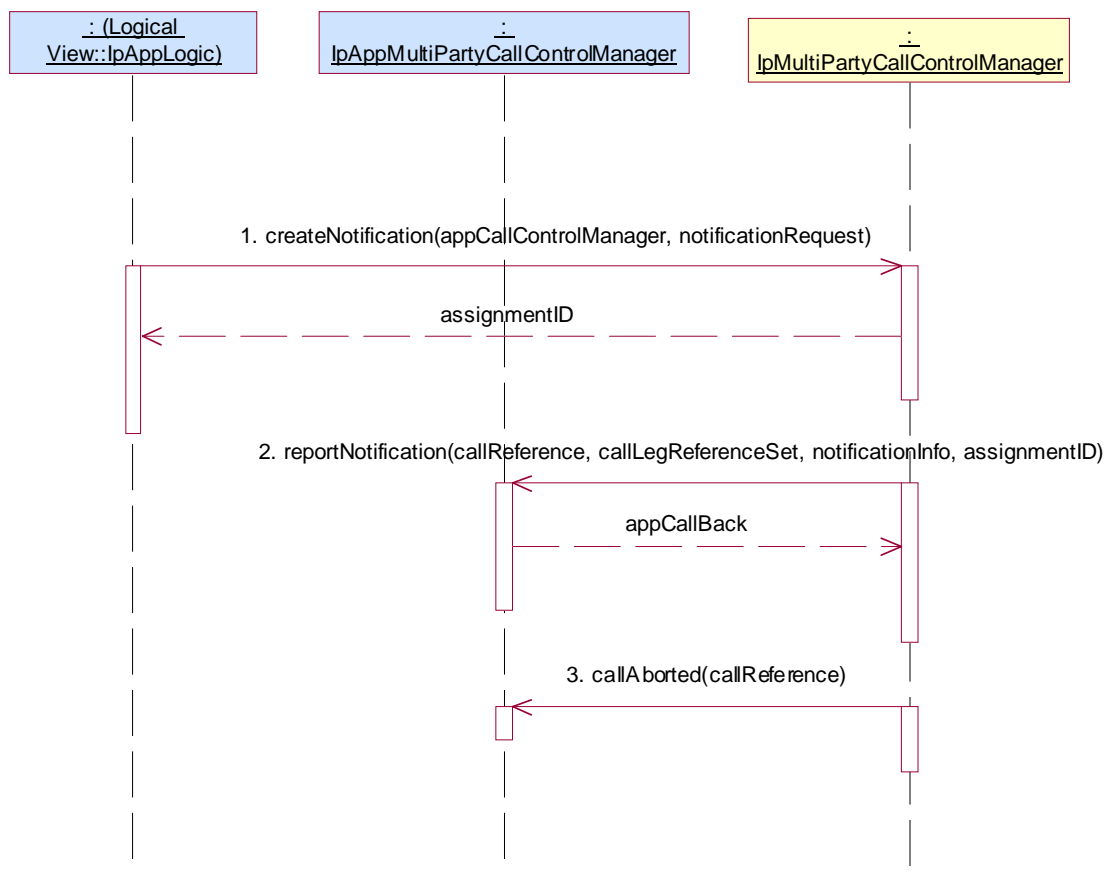 : (Logical
View::IpAppLogic)
:
IpAppMultiPartyCallControlManager
:
IpMultiPartyCallControlManager
1. createNotification(appCallControlManager, notificationRequest)
assignmentID
2. reportNotification(callReference, callLegReferenceSet, notificationInfo, assignmentID)
appCallBack
3. callAborted(callReference)